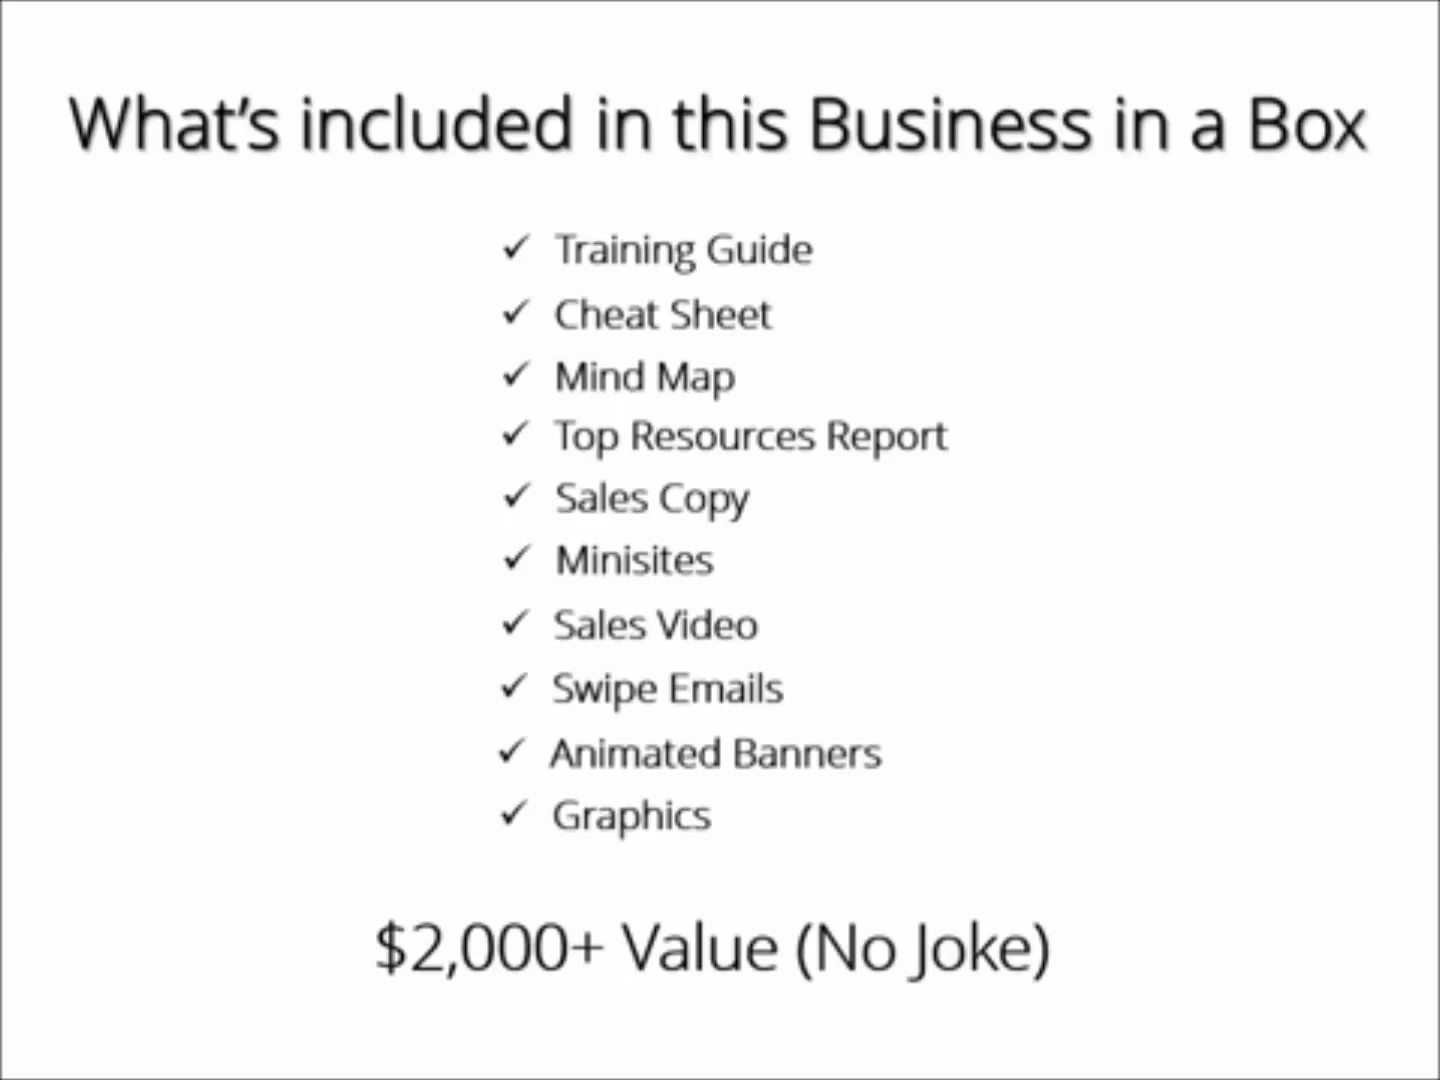 What's included in this Business in a Box
✓ Training Guide
✓ Cheat Sheet
✓ Mind Map
✓ Top Resources Report
✓ Sales Copy
✓ Minisites
✓ Sales Video
✓ Swipe Emails
✓ Animated Banners
✓ Graphics
$2,000+ Value (No Joke)